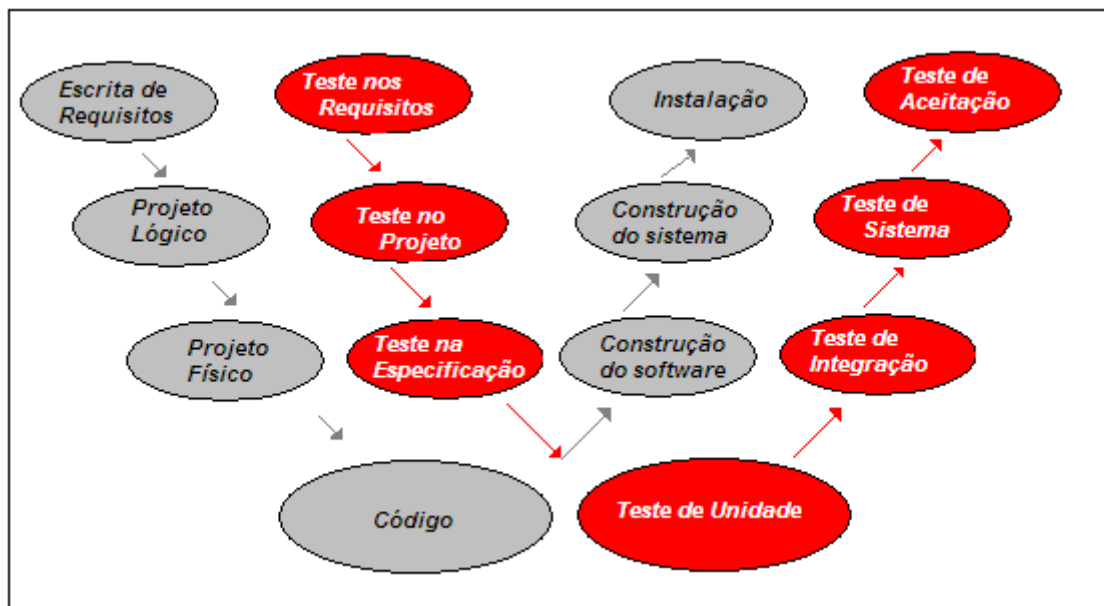 Escrita de
Requisitos
Teste nos
Requisitos
Instalação
Teste de
Aceitação
Projeto
Lógico
Teste no
Projeto
Construção
do sistema
Teste de
Sistema
Projeto
Físico
Teste na
Especificação
Construção
do software
Teste de
Integração
Código
Teste de Unidade